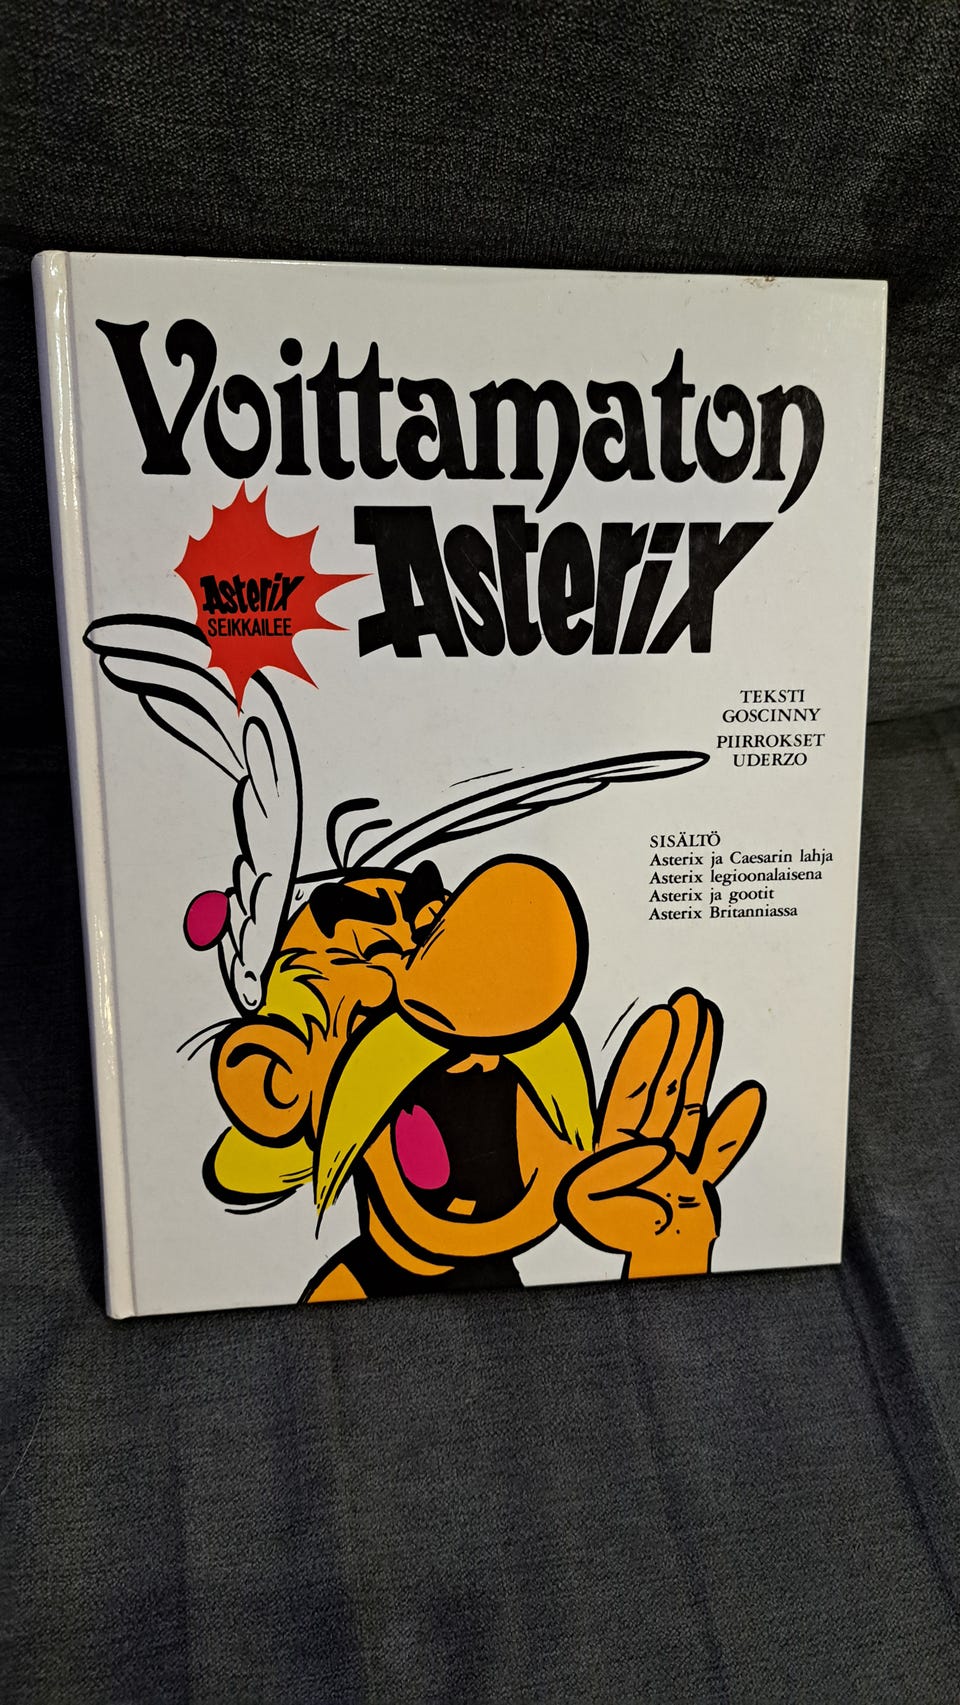 Voittamaton
Asterix
Asterix
SEIKKAILEE
TEKSTI
GOSCINNY
PIIRROKSET
UDERZO
SISÄLTÖ
Asterix ja Caesarin lahja
Asterix legioonalaisena
Asterix ja gootit
Asterix Britanniassa